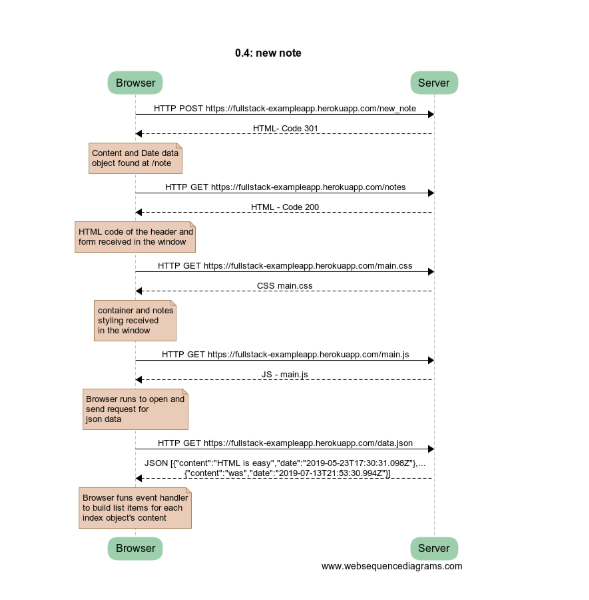 0.4: new note
Browser
Server
HTTP POST https://fullstack-exampleapp.herokuapp.com/new_note
HTML- Code 301
Content and Date data
object found at /note
HTTP GET https://fullstack-exampleapp.herokuapp.com/notes
HTML - Code 200
HTML code of the header and
form received in the window
HTTP GET https://fullstack-exampleapp.herokuapp.com/main.css
CSS main.css
container and notes
styling received
in the window
HTTP GET https://fullstack-exampleapp.herokuapp.com/main.js
JS - main.js
Browser runs to open and
send request for
json data
HTTP GET https://fullstack-exampleapp.herokuapp.com/data.json
JSON [{"content":"HTML is easy","date":"2019-05-23T17:30:31.098Z"},...
{"content":"was","date":"2019-07-13T21:53:30.994Z"}]
Browser funs event handler
to build list items for each
index object's content
Browser
Server
www.websequencediagrams.com